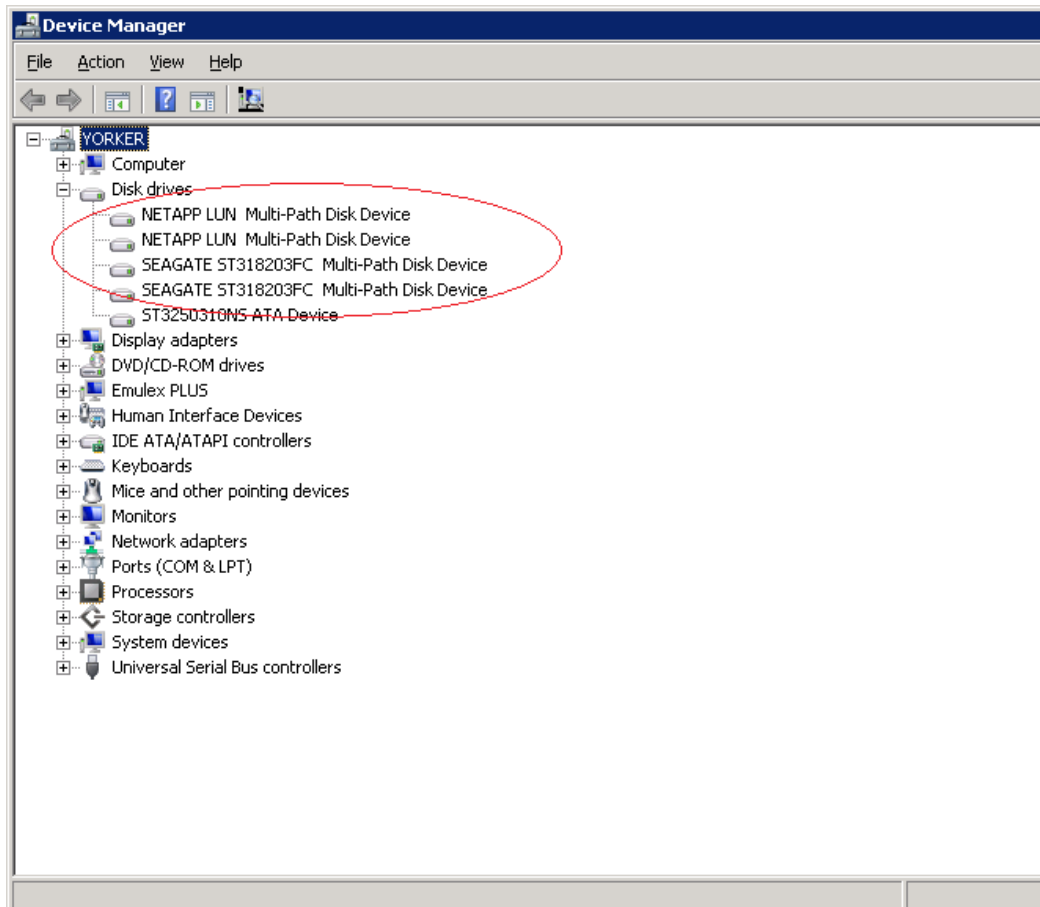 Device Manager
File Action View Help
YORKER
Computer
Disk drives
NETAPP LUN Multi-Path Disk Device
NETAPP LUN Multi-Path Disk Device
SEAGATE ST318203FC Multi-Path Disk Device
SEAGATE ST318203FC Multi-Path Disk Device
ST3250310NS ATA Device
Display adapters
DVD/CD-ROM drives
Emulex PLUS
Human Interface Devices
IDE ATA/ATAPI controllers
Keyboards
Mice and other pointing devices
Monitors
Network adapters
Ports (COM & LPT)
Processors
Storage controllers
System devices
Universal Serial Bus controllers